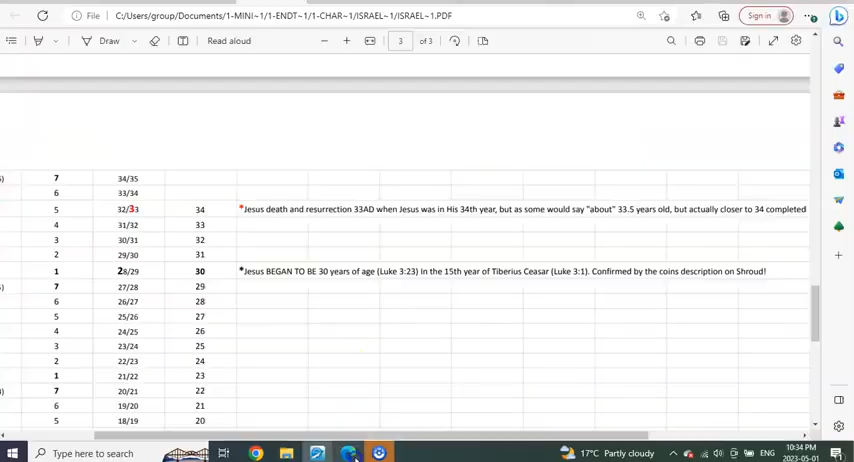 File C:/Users/group/Documents/1-MINI~1/1-ENDT~1/1-CHAR~1/ISRAEL~1/ISRAEL~1.PDF Sign in
Draw Read aloud 3 of 3
7 34/35
6 33/34
5 32/33 34 *Jesus death and resurrection 33AD when Jesus was in His 34th year, but as some would say "about" 33.5 years old, but actually closer to 34 completed
4 31/32 33
3 30/31 32
2 29/30 31
1 28/29 30 *Jesus BEGAN TO BE 30 years of age (Luke 3:23) In the 15th year of Tiberius Ceasar (Luke 3:1). Confirmed by the coins description on Shroud!
7 27/28 29
6 26/27 28
5 25/26 27
4 24/25 26
3 23/24 25
2 22/23 24
1 21/22 23
7 20/21 22
6 19/20 21
5 18/19 20
Type here to search 17°C Partly cloudy ENG 10:34 PM
2023-05-01